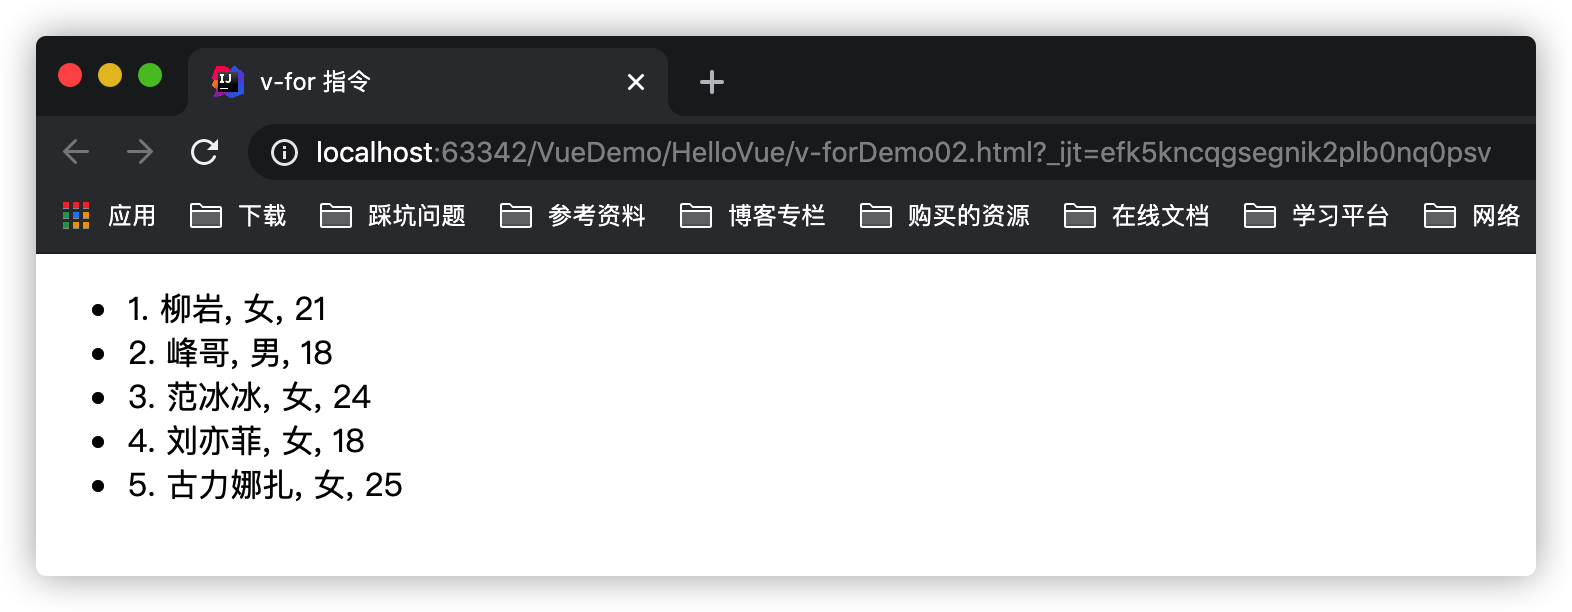 v-for 指令
localhost:63342/VueDemo/HelloVue/v-forDemo02.html?_ijt=efk5kncqgsegnik2plb0nq0psv
应用 下载 踩坑问题 参考资料 博客专栏 购买的资源 在线文档 学习平台 网络
1. 柳岩, 女, 21
2. 峰哥, 男, 18
3. 范冰冰, 女, 24
4. 刘亦菲, 女, 18
5. 古力娜扎, 女, 25